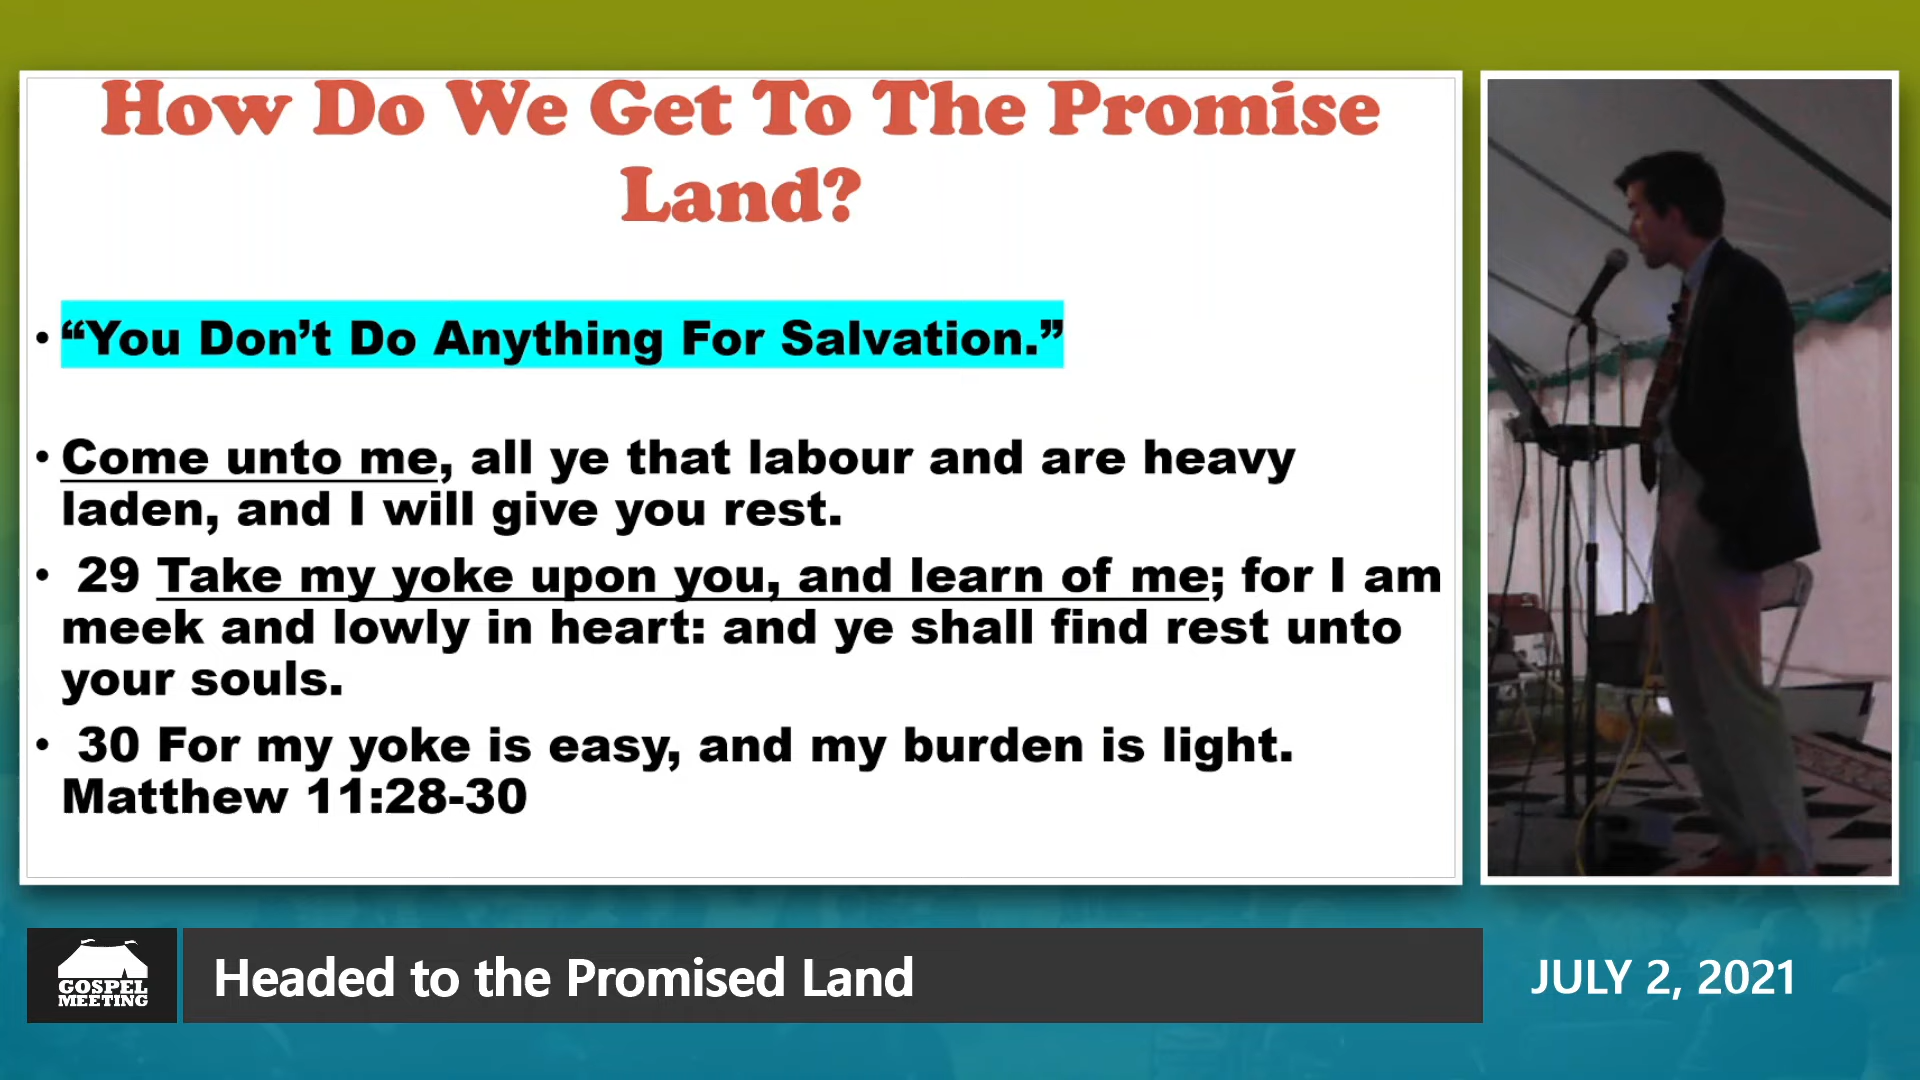 How Do We Get To The Promise
Land?
• “You Don’t Do Anything For Salvation.”
• Come unto me, all ye that labour and are heavy
laden, and I will give you rest.
• 29 Take my yoke upon you, and learn of me; for I am
meek and lowly in heart: and ye shall find rest unto
your souls.
• 30 For my yoke is easy, and my burden is light.
Matthew 11:28-30
GOSPEL
MEETING
Headed to the Promised Land
JULY 2, 2021